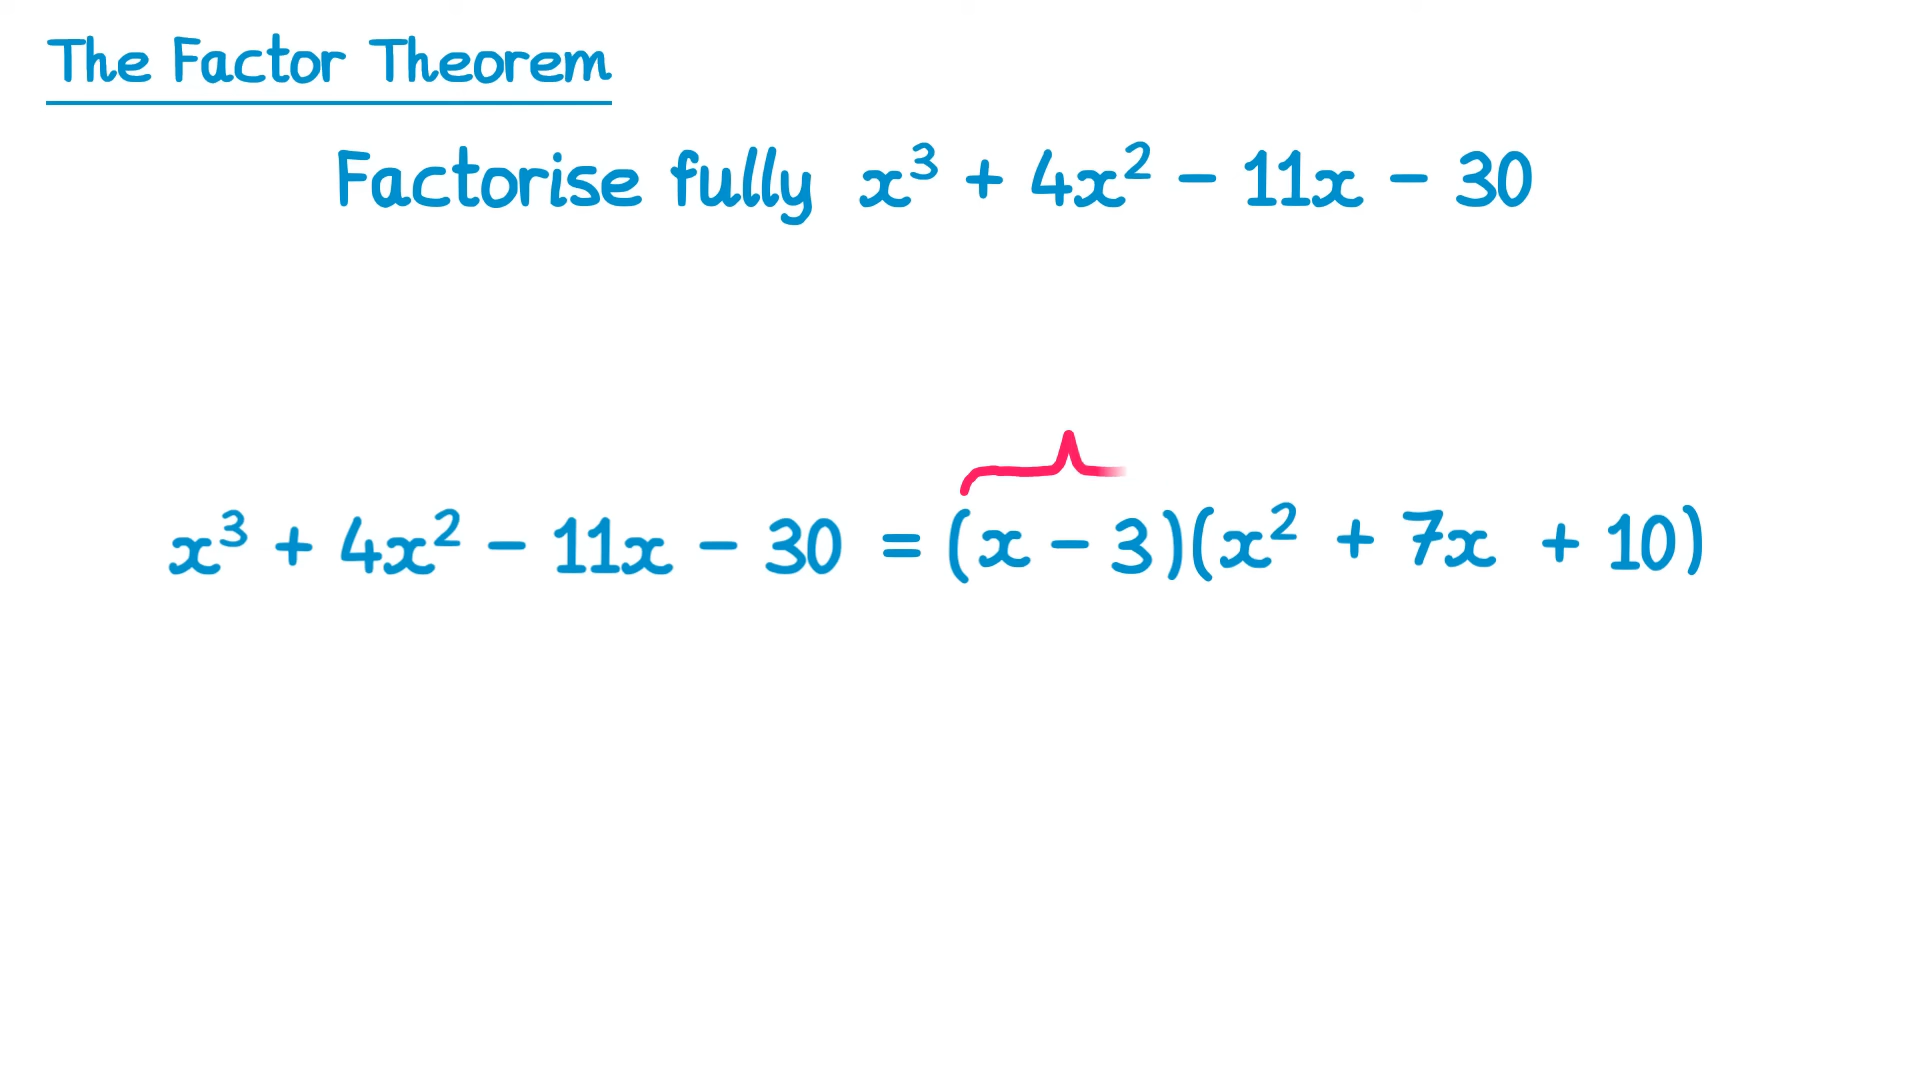 The Factor Theorem
Factorise fully x³ + 4x² − 11x − 30
x³ + 4x² − 11x − 30 = (x − 3)(x² + 7x + 10)